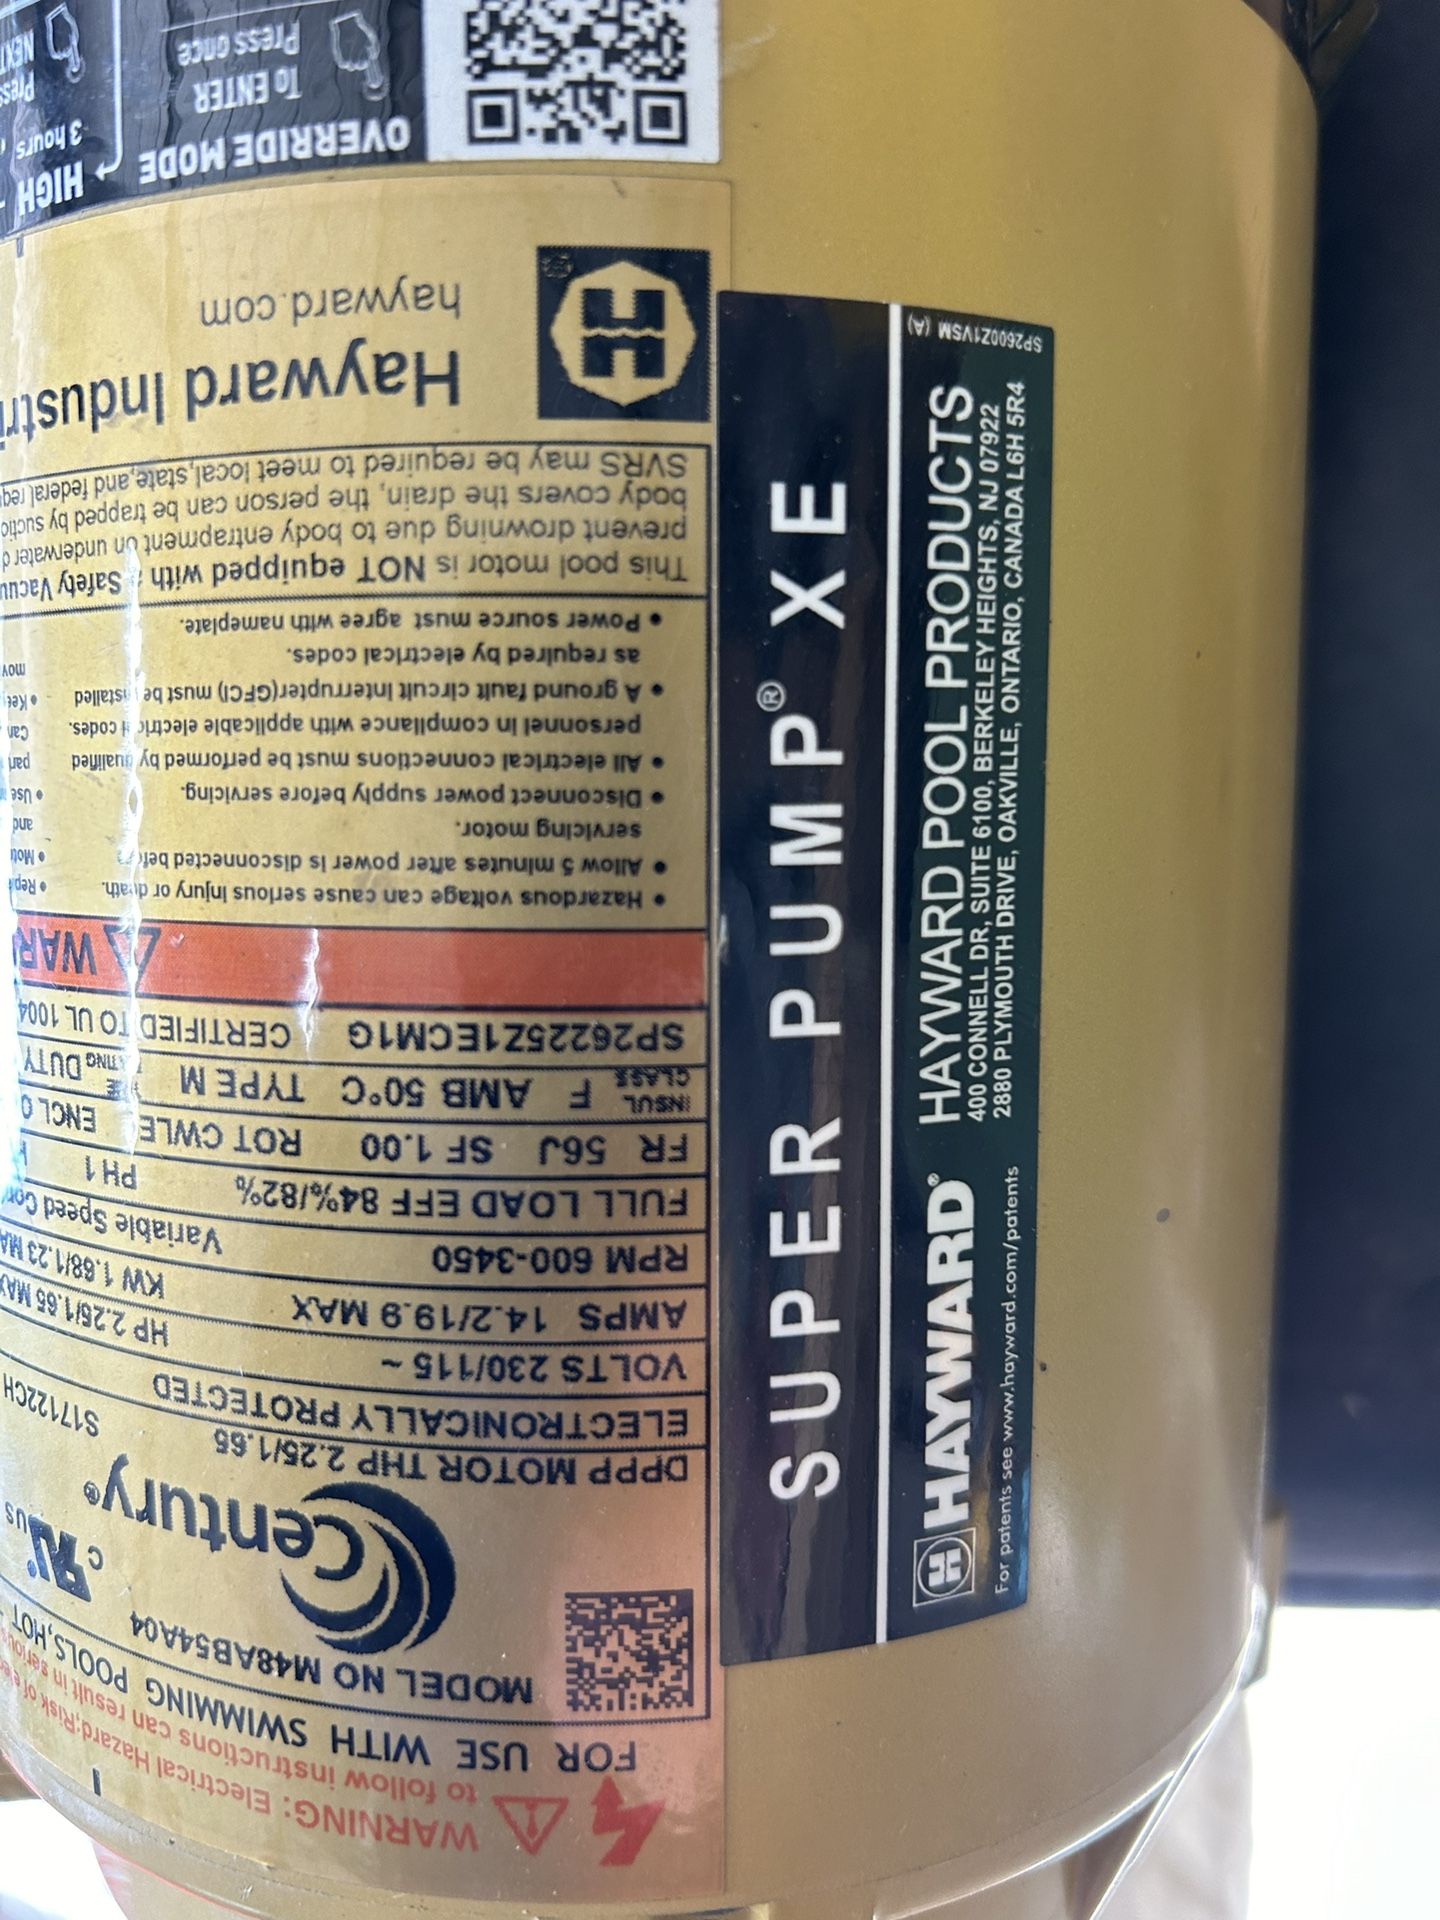 WARNING: Electrical Hazard;Risk of
to follow instructions can result in serious
FOR USE WITH SWIMMING POOLS,HOT
MODEL NO M48AB54A04
Century®
c UR us
DPPP MOTOR THP 2.25/1.65
S17122CH
ELECTRONICALLY PROTECTED
VOLTS 230/115 ~
HP 2.25/1.65 MAX
AMPS 14.2/19.9 MAX
KW 1.68/1.23
RPM 600-3450
Variable Speed
FULL LOAD EFF 84%/82%
PH 1
FR 56J SF 1.00 ROT CWLE ENCL
INSUL CLASS F AMB 50°C TYPE M DUTY
SP26225Z1ECM1G CERTIFIED TO UL 1004
• Hazardous voltage can cause serious injury or death.
• Allow 5 minutes after power is disconnected before
servicing motor.
• Disconnect power supply before servicing.
• All electrical connections must be performed by qualified
personnel in compliance with applicable electrical codes.
• A ground fault circuit interrupter(GFCI) must be installed
as required by electrical codes.
• Power source must agree with nameplate.
• Use
and
This pool motor is NOT equipped with a Safety
prevent drowning due to body entrapment on underwater
body covers the drain, the person can be trapped by
SVRS may be required to meet local,state,and federal
H
Hayward
hayward.com
OVERRIDE MODE
To ENTER
Press once
HIGH
3 hours
Press
NEXT
SUPER PUMP® XE
H HAYWARD®
HAYWARD POOL PRODUCTS
400 CONNELL DR, SUITE 6100, BERKELEY HEIGHTS, NJ 07922
2880 PLYMOUTH DRIVE, OAKVILLE, ONTARIO, CANADA L6H 5R4
For patents see www.hayward.com/patents
SP2600Z1VSM (A)